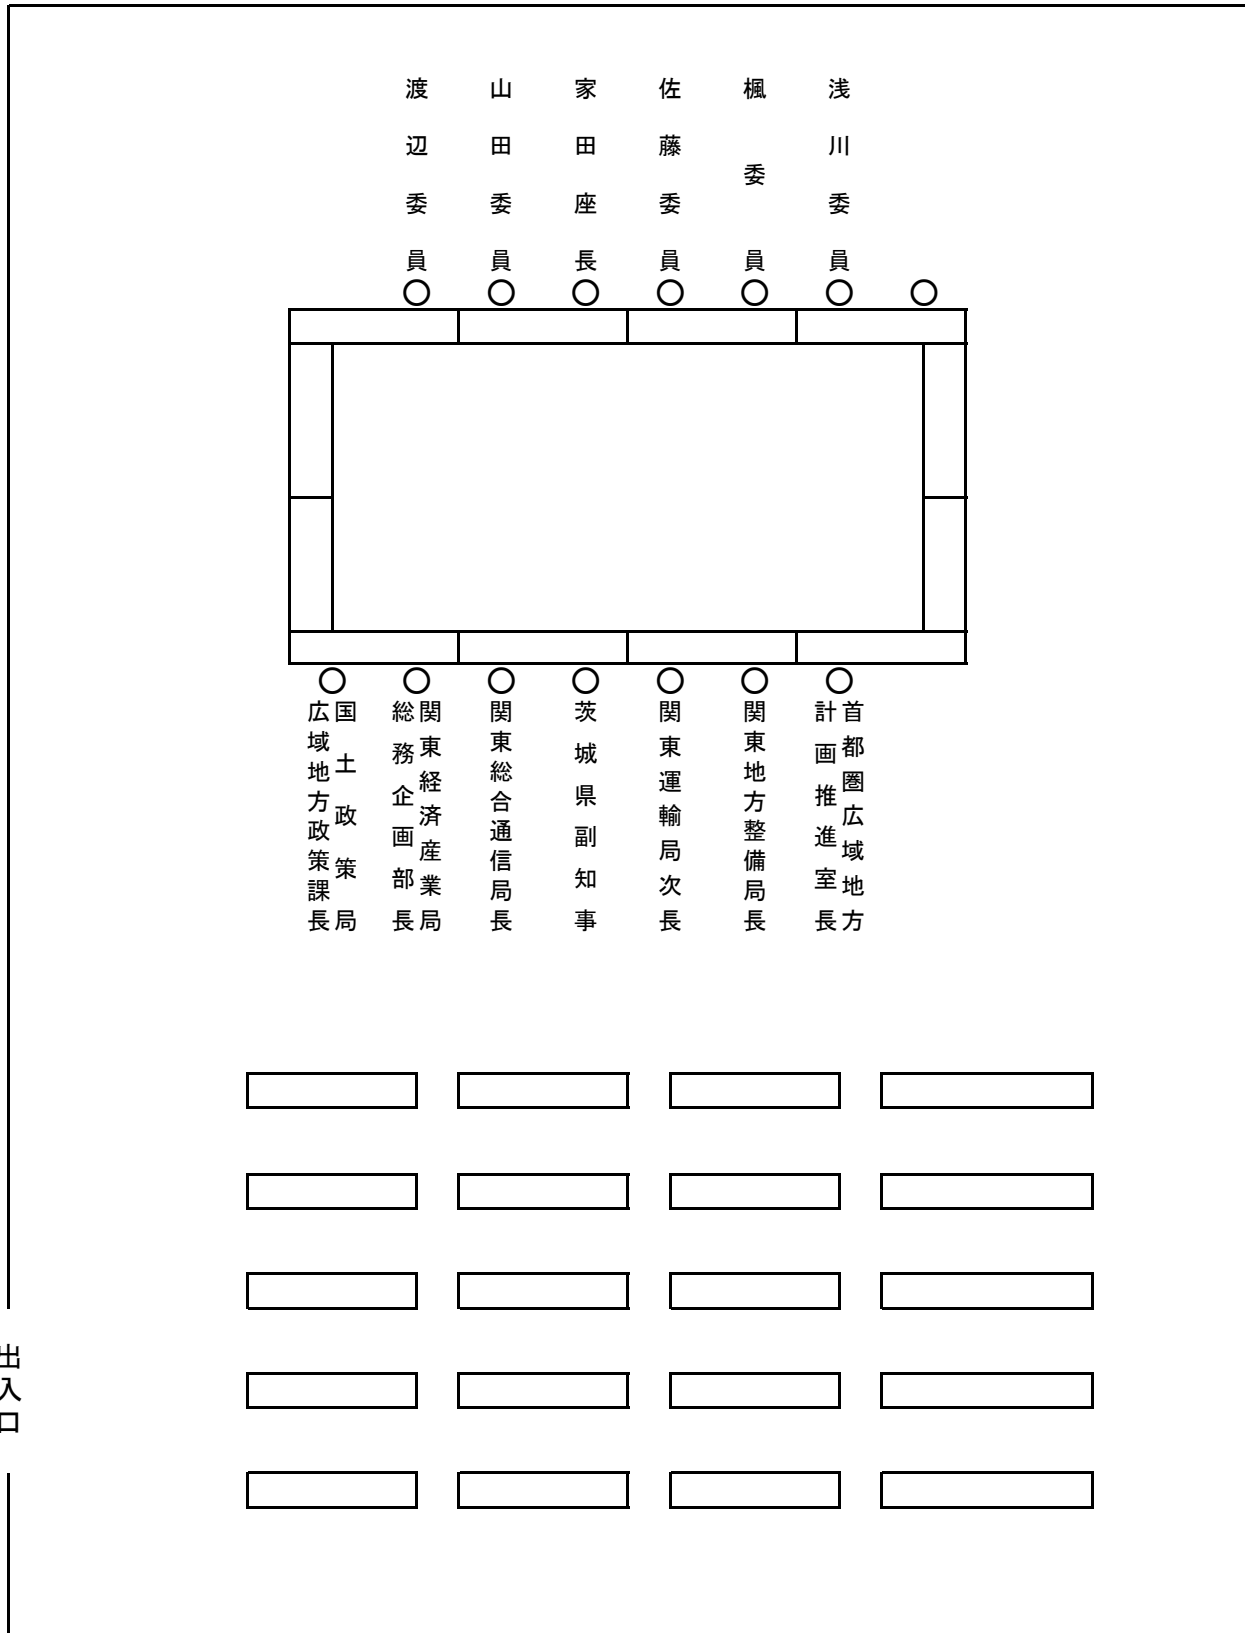 渡辺委員
山田委員
家田座長
佐藤委員
楓委員
浅川委員
国土政策局
広域地方政策課長
関東経済産業局
総務企画部長
関東総合通信局長
茨城県副知事
関東運輸局次長
関東地方整備局長
首都圏広域地方
計画推進室長
出入口